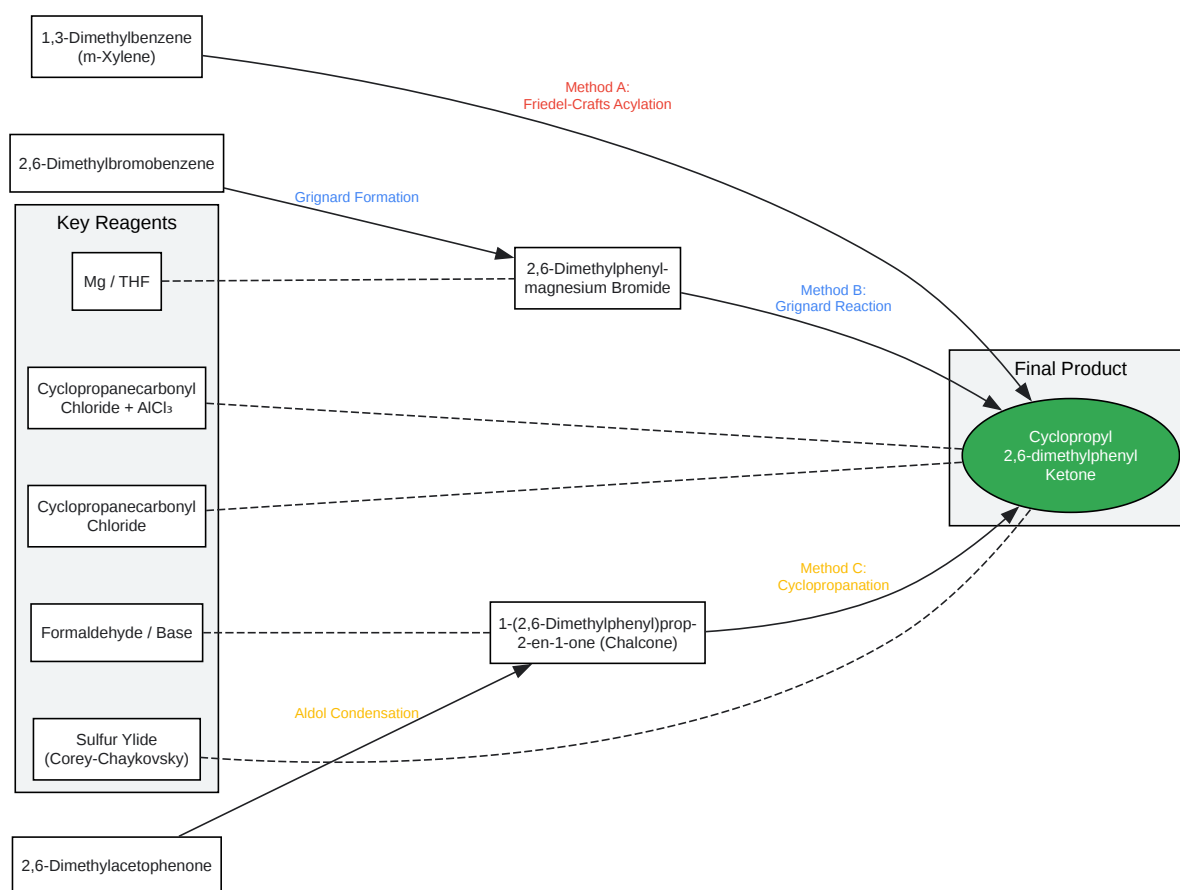 1,3-Dimethylbenzene
(m-Xylene)
Method A:
Friedel-Crafts Acylation
2,6-Dimethylbromobenzene
Grignard Formation
Key Reagents
Mg / THF
2,6-Dimethylphenyl-
magnesium Bromide
Method B:
Grignard Reaction
Final Product
Cyclopropanecarbonyl
Chloride + AlCl₃
Cyclopropyl
2,6-dimethylphenyl
Ketone
Cyclopropanecarbonyl
Chloride
Method C:
Cyclopropanation
Formaldehyde / Base
1-(2,6-Dimethylphenyl)prop-
2-en-1-one (Chalcone)
Aldol Condensation
Sulfur Ylide
(Corey-Chaykovsky)
2,6-Dimethylacetophenone